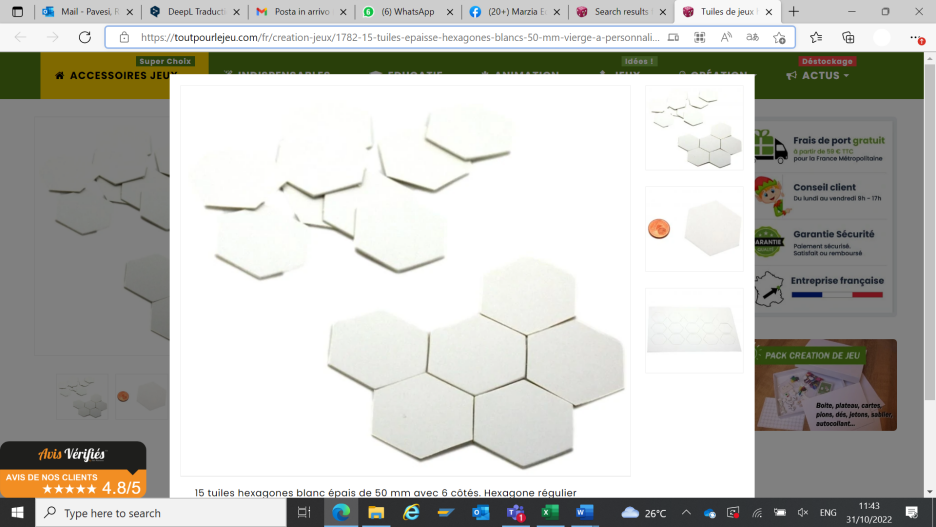 Mail - Pavesi, R
DeepL Traducti
Posta in arrivo
(6) WhatsApp
(20+) Marzia E
Search results
Tuiles de jeux
https://toutpourlejeu.com/fr/creation-jeux/1782-15-tuiles-epaisse-hexagones-blancs-50-mm-vierge-a-personnali...
Super Choix
Idées !
Déstockage
ACCESSOIRES JEUX
INDISPENSABLES
EDUCATIF
ANIMATION
JEUX
CRÉATION
ACTUS
Frais de port gratuit
à partir de 59 € TTC
pour la France Métropolitaine
Conseil client
Du lundi au vendredi 9h - 17h
Garantie Sécurité
Paiement sécurisé.
Satisfait ou remboursé
GARANTIE
Entreprise française
PACK CREATION DE JEU
Boîte, plateau, cartes,
pions, dés, jetons, sablier,
autocollant...
Avis Vérifiés
AVIS DE NOS CLIENTS
4.8/5
15 tuiles hexagones blanc épais de 50 mm avec 6 côtés. Hexagone régulier
Type here to search
26°C
ENG
11:43
31/10/2022